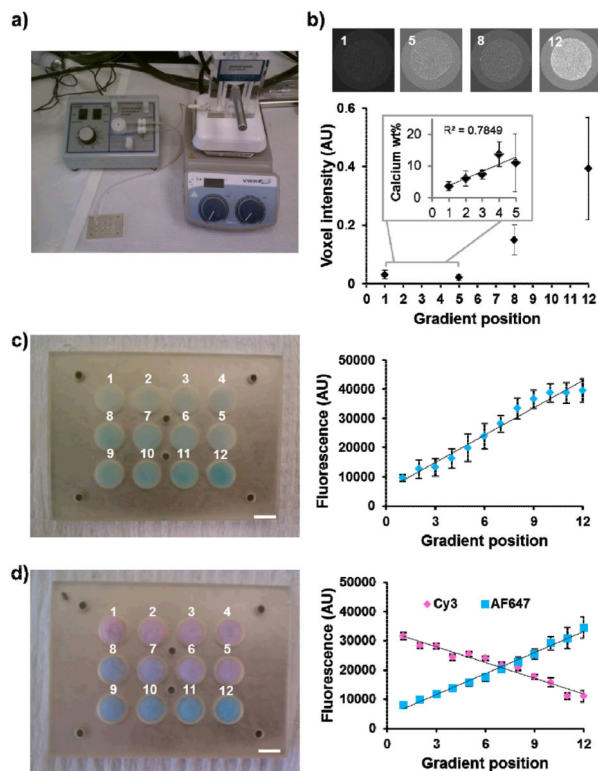 a)
b)
1 5 8 12
Voxel Intensity (AU)
0.6
0.4
0.2
0
Calcium wt%
20
10
0
R² = 0.7849
0 1 2 3 4 5
0 1 2 3 4 5 6 7 8 9 10 11 12
Gradient position
c)
1 2 3 4
8 7 6 5
9 10 11 12
Fluorescence (AU)
50000
40000
30000
20000
10000
0
0 3 6 9 12
Gradient position
d)
1 2 3 4
8 7 6 5
9 10 11 12
Fluorescence (AU)
50000
40000
30000
20000
10000
0
Cy3 AF647
0 3 6 9 12
Gradient position